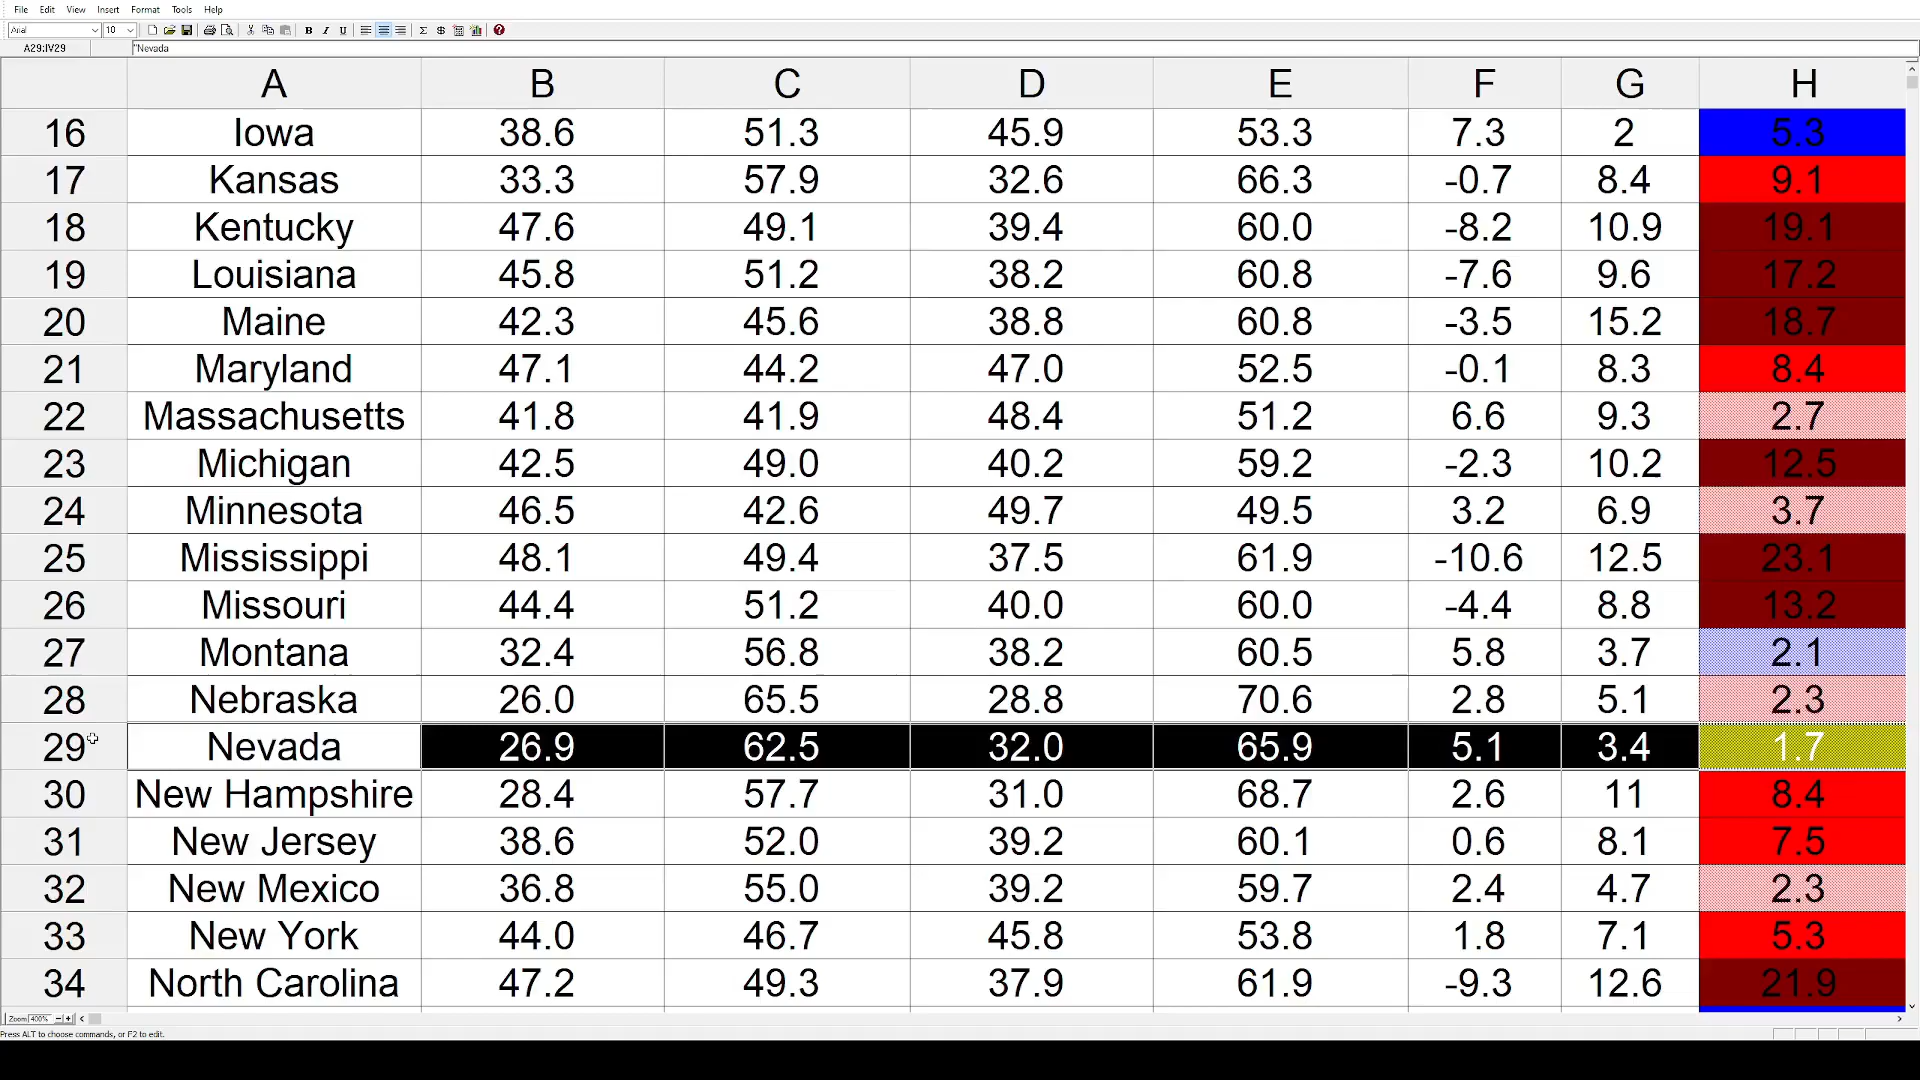 File Edit View Insert Format Tools Help
Arial 10 B I U Σ $ ?
A29:IV29 "Nevada
A B C D E F G H
16 Iowa 38.6 51.3 45.9 53.3 7.3 2 5.3
17 Kansas 33.3 57.9 32.6 66.3 -0.7 8.4 9.1
18 Kentucky 47.6 49.1 39.4 60.0 -8.2 10.9 19.1
19 Louisiana 45.8 51.2 38.2 60.8 -7.6 9.6 17.2
20 Maine 42.3 45.6 38.8 60.8 -3.5 15.2 18.7
21 Maryland 47.1 44.2 47.0 52.5 -0.1 8.3 8.4
22 Massachusetts 41.8 41.9 48.4 51.2 6.6 9.3 2.7
23 Michigan 42.5 49.0 40.2 59.2 -2.3 10.2 12.5
24 Minnesota 46.5 42.6 49.7 49.5 3.2 6.9 3.7
25 Mississippi 48.1 49.4 37.5 61.9 -10.6 12.5 23.1
26 Missouri 44.4 51.2 40.0 60.0 -4.4 8.8 13.2
27 Montana 32.4 56.8 38.2 60.5 5.8 3.7 2.1
28 Nebraska 26.0 65.5 28.8 70.6 2.8 5.1 2.3
29 Nevada 26.9 62.5 32.0 65.9 5.1 3.4 1.7
30 New Hampshire 28.4 57.7 31.0 68.7 2.6 11 8.4
31 New Jersey 38.6 52.0 39.2 60.1 0.6 8.1 7.5
32 New Mexico 36.8 55.0 39.2 59.7 2.4 4.7 2.3
33 New York 44.0 46.7 45.8 53.8 1.8 7.1 5.3
34 North Carolina 47.2 49.3 37.9 61.9 -9.3 12.6 21.9
Zoom 400%
Press ALT to choose commands, or F2 to edit.